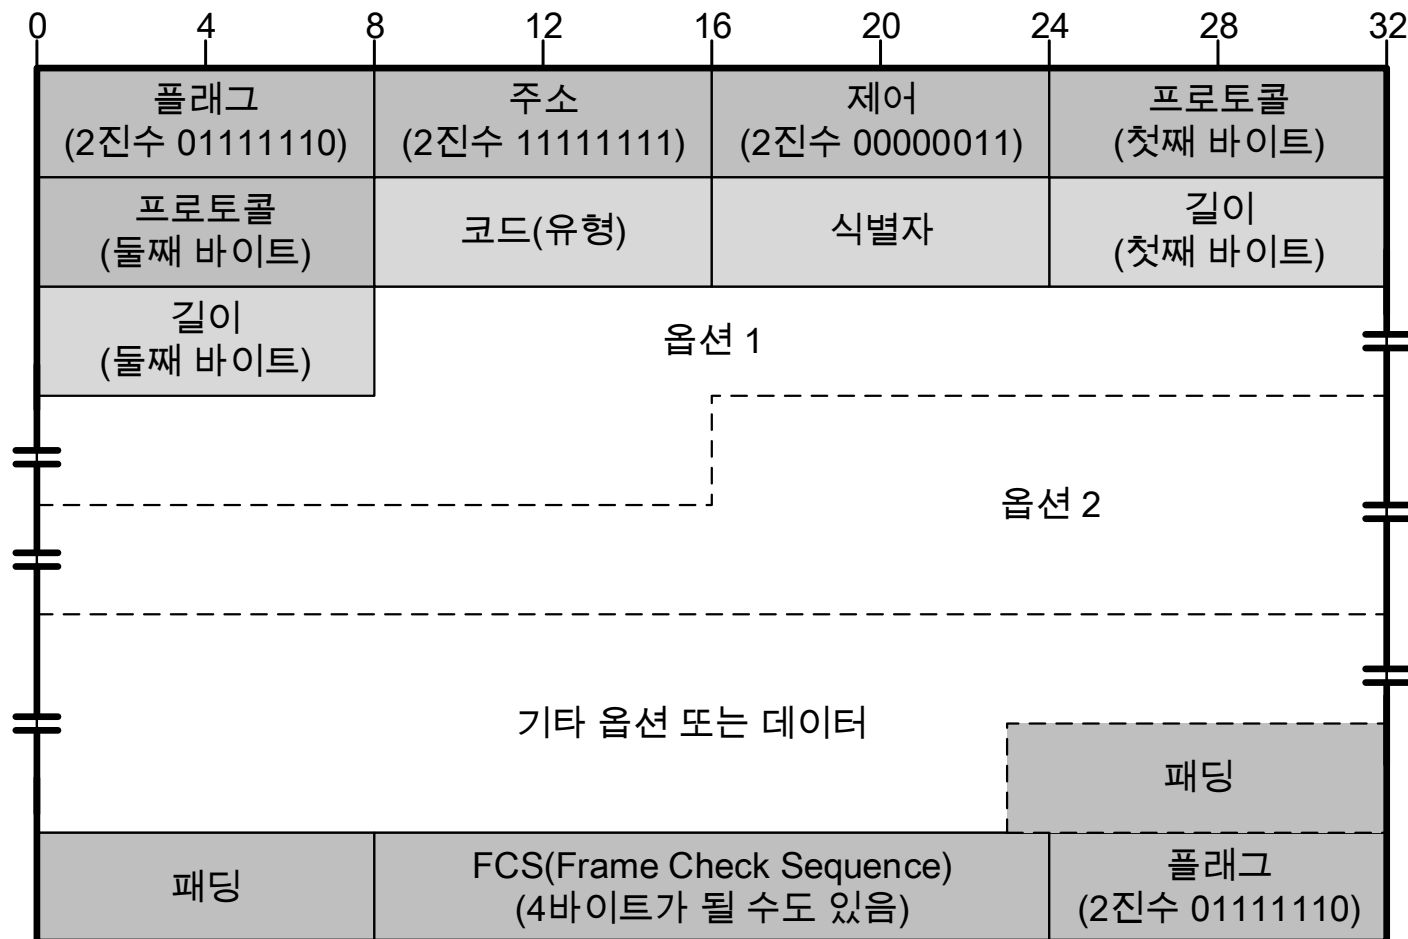 0 4 8 12 16 20 24 28 32
플래그
(2진수 01111110)
주소
(2진수 11111111)
제어
(2진수 00000011)
프로토콜
(첫째 바이트)
프로토콜
(둘째 바이트)
코드(유형)
식별자
길이
(첫째 바이트)
길이
(둘째 바이트)
옵션 1
옵션 2
기타 옵션 또는 데이터
패딩
패딩
FCS(Frame Check Sequence)
(4바이트가 될 수도 있음)
플래그
(2진수 01111110)